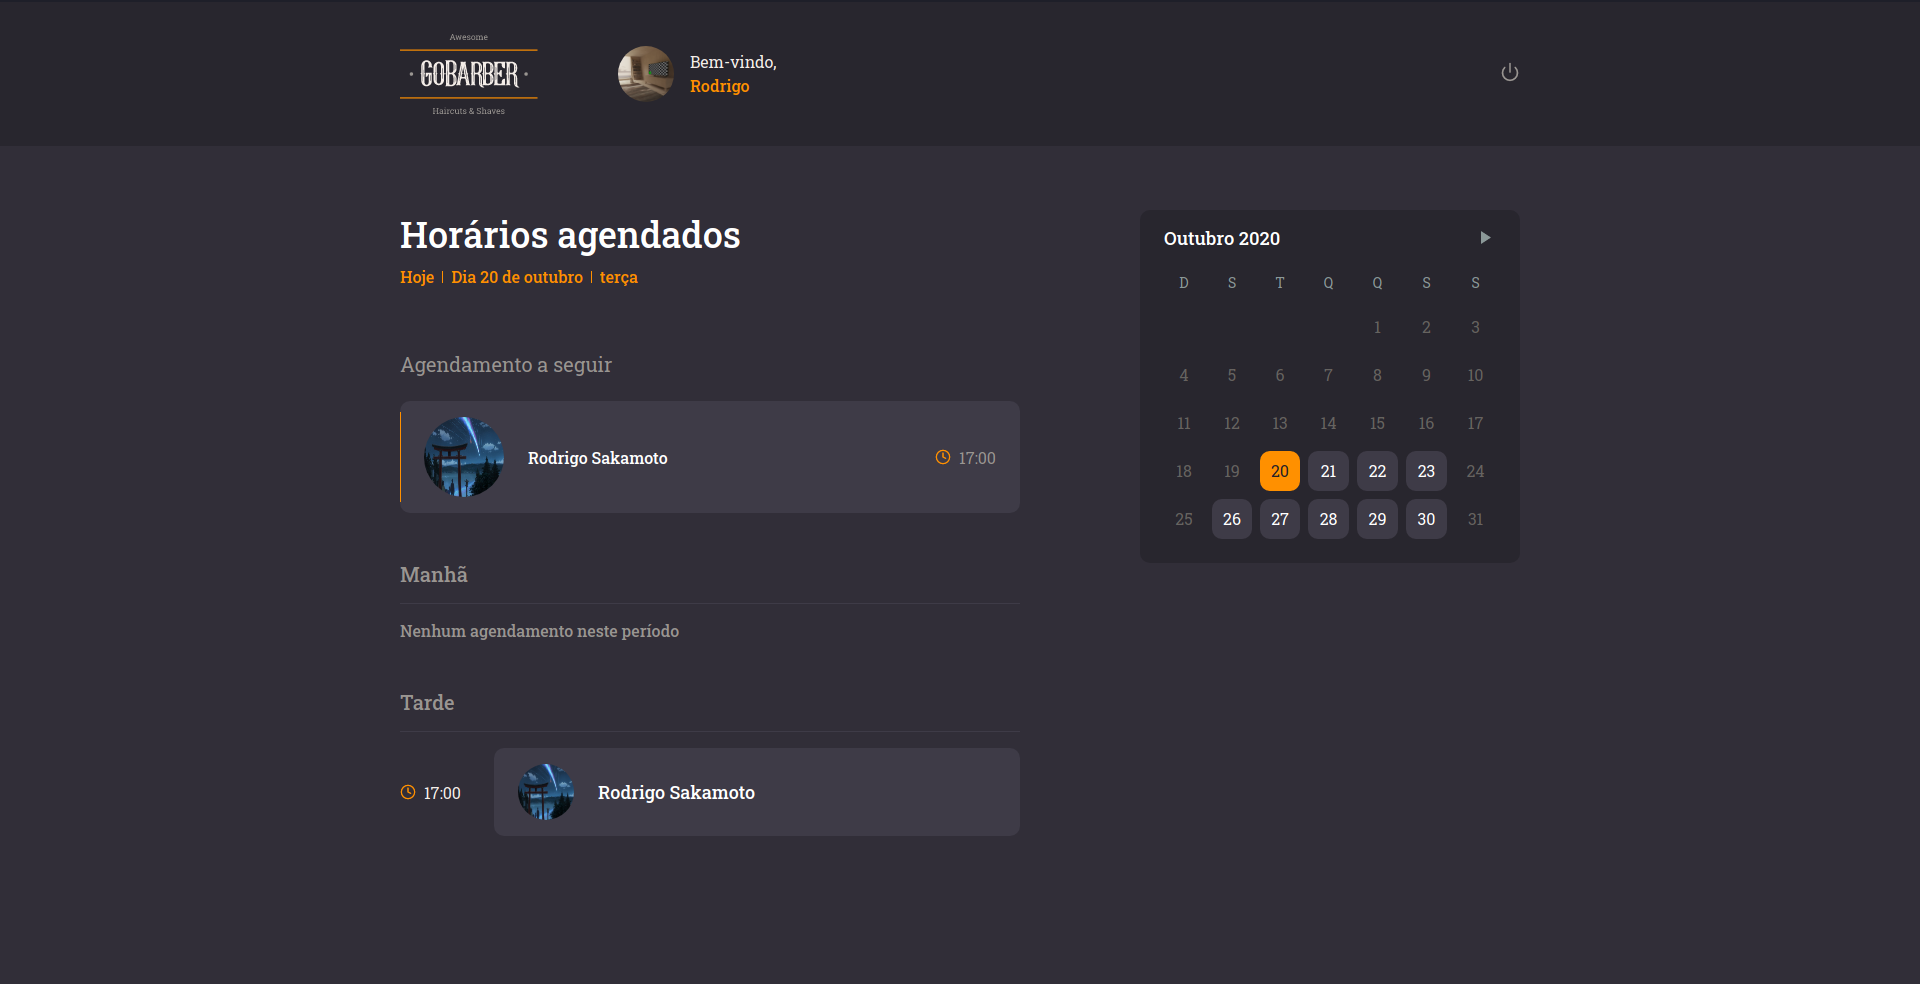 Awesome
GOBARBER
Haircuts & Shaves
Bem-vindo,
Rodrigo
Horários agendados
Hoje | Dia 20 de outubro | terça
Agendamento a seguir
Rodrigo Sakamoto 17:00
Manhã
Nenhum agendamento neste período
Tarde
17:00 Rodrigo Sakamoto
Outubro 2020
D S T Q Q S S
1 2 3
4 5 6 7 8 9 10
11 12 13 14 15 16 17
18 19 20 21 22 23 24
25 26 27 28 29 30 31